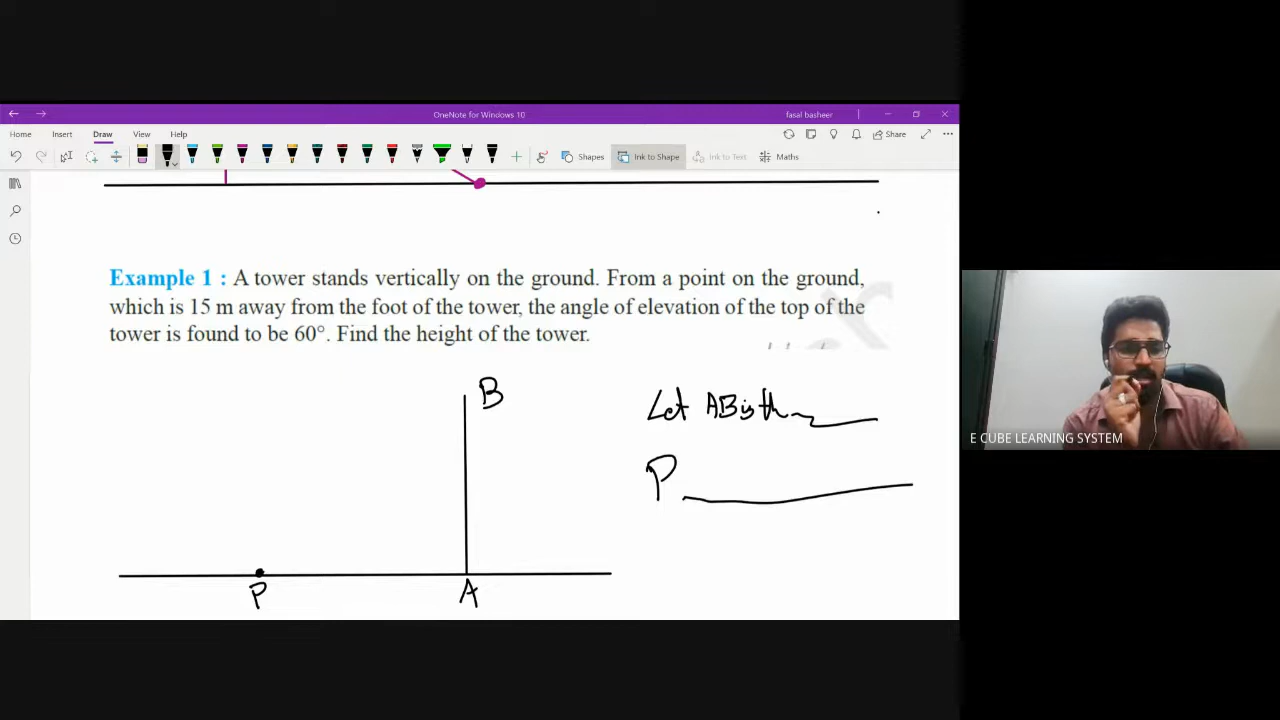 OneNote for Windows 10
fasal basheer
Home Insert Draw View Help
Share
Shapes Ink to Shape Ink to Text Maths
Example 1 : A tower stands vertically on the ground. From a point on the ground,
which is 15 m away from the foot of the tower, the angle of elevation of the top of the
tower is found to be 60°. Find the height of the tower.
B
Let AB is th
P
P
A
E CUBE LEARNING SYSTEM